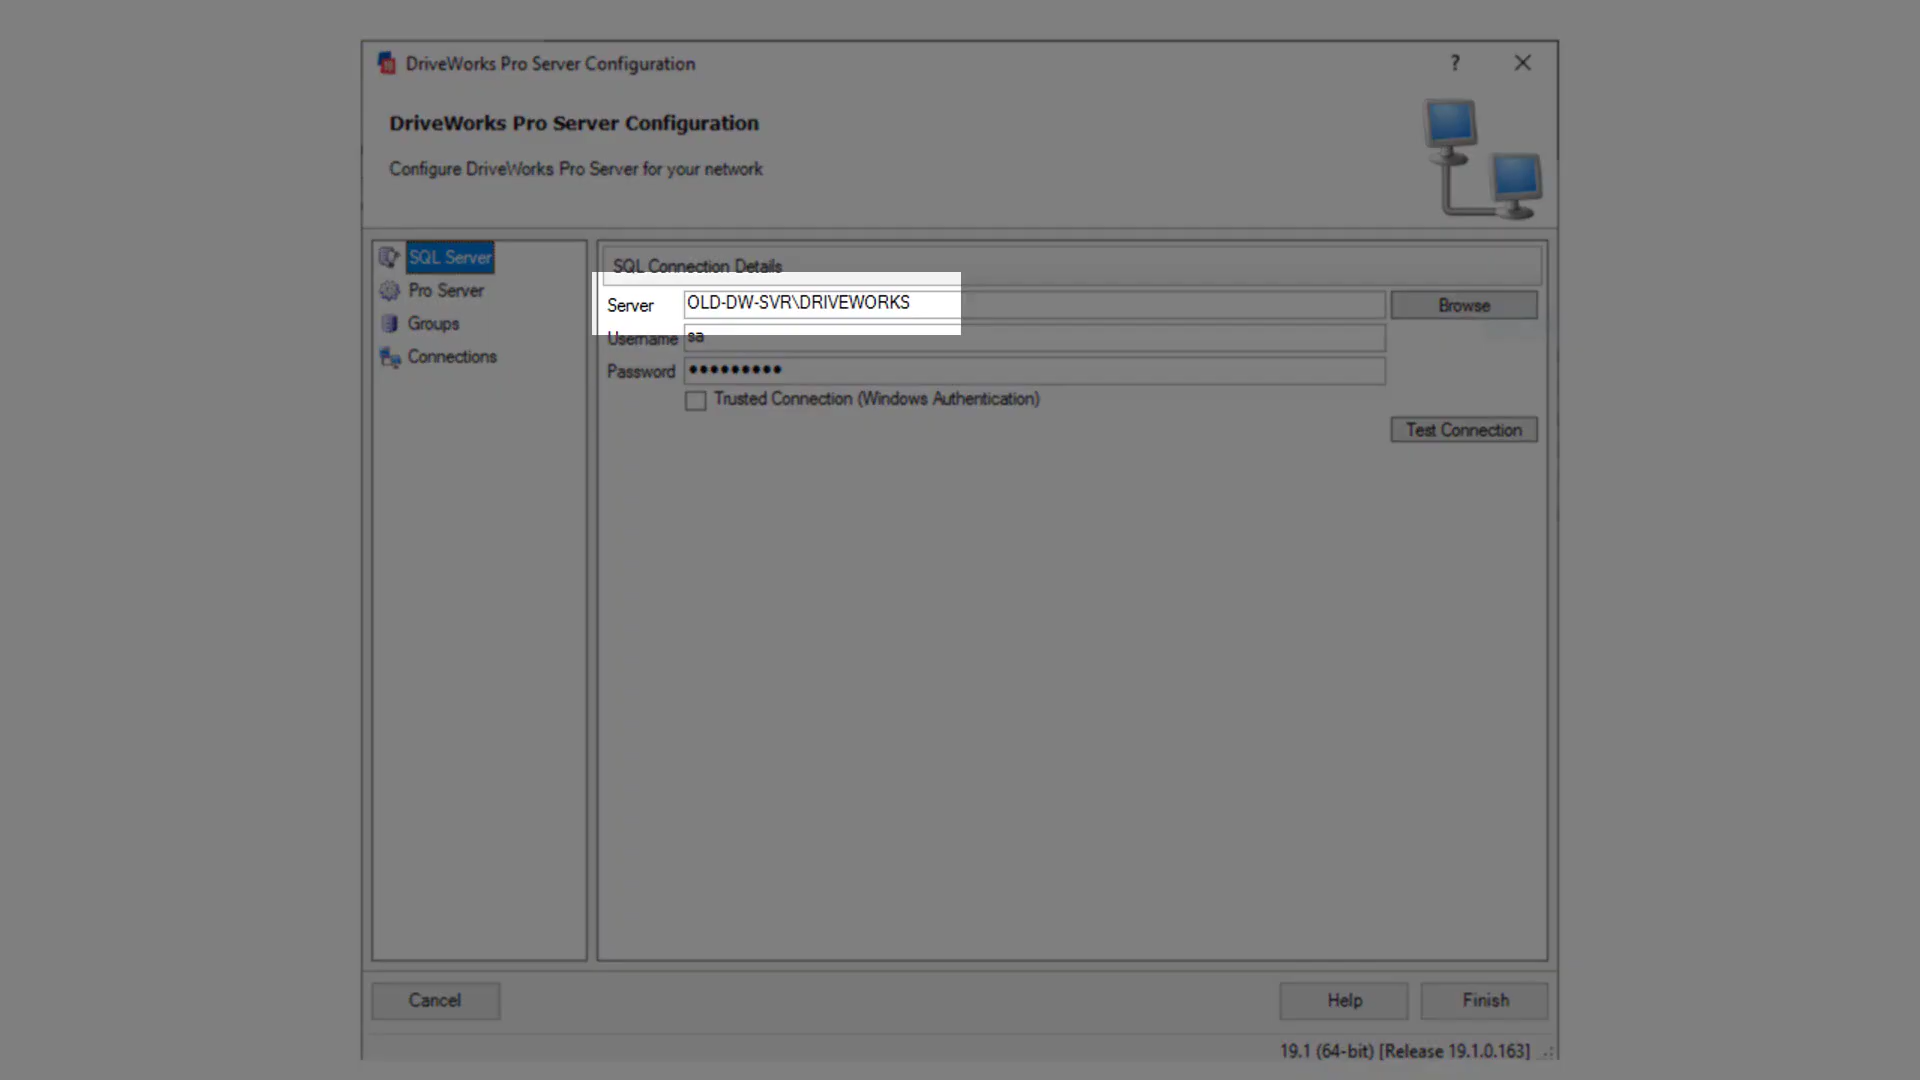 DriveWorks Pro Server Configuration
?
DriveWorks Pro Server Configuration
Configure DriveWorks Pro Server for your network
SQL Server
Pro Server
Groups
Connections
SQL Connection Details
Server OLD-DW-SVR\DRIVEWORKS Browse
Username sa
Password •••••••••
Trusted Connection (Windows Authentication)
Test Connection
Cancel Help Finish
19.1 (64-bit) [Release 19.1.0.163]